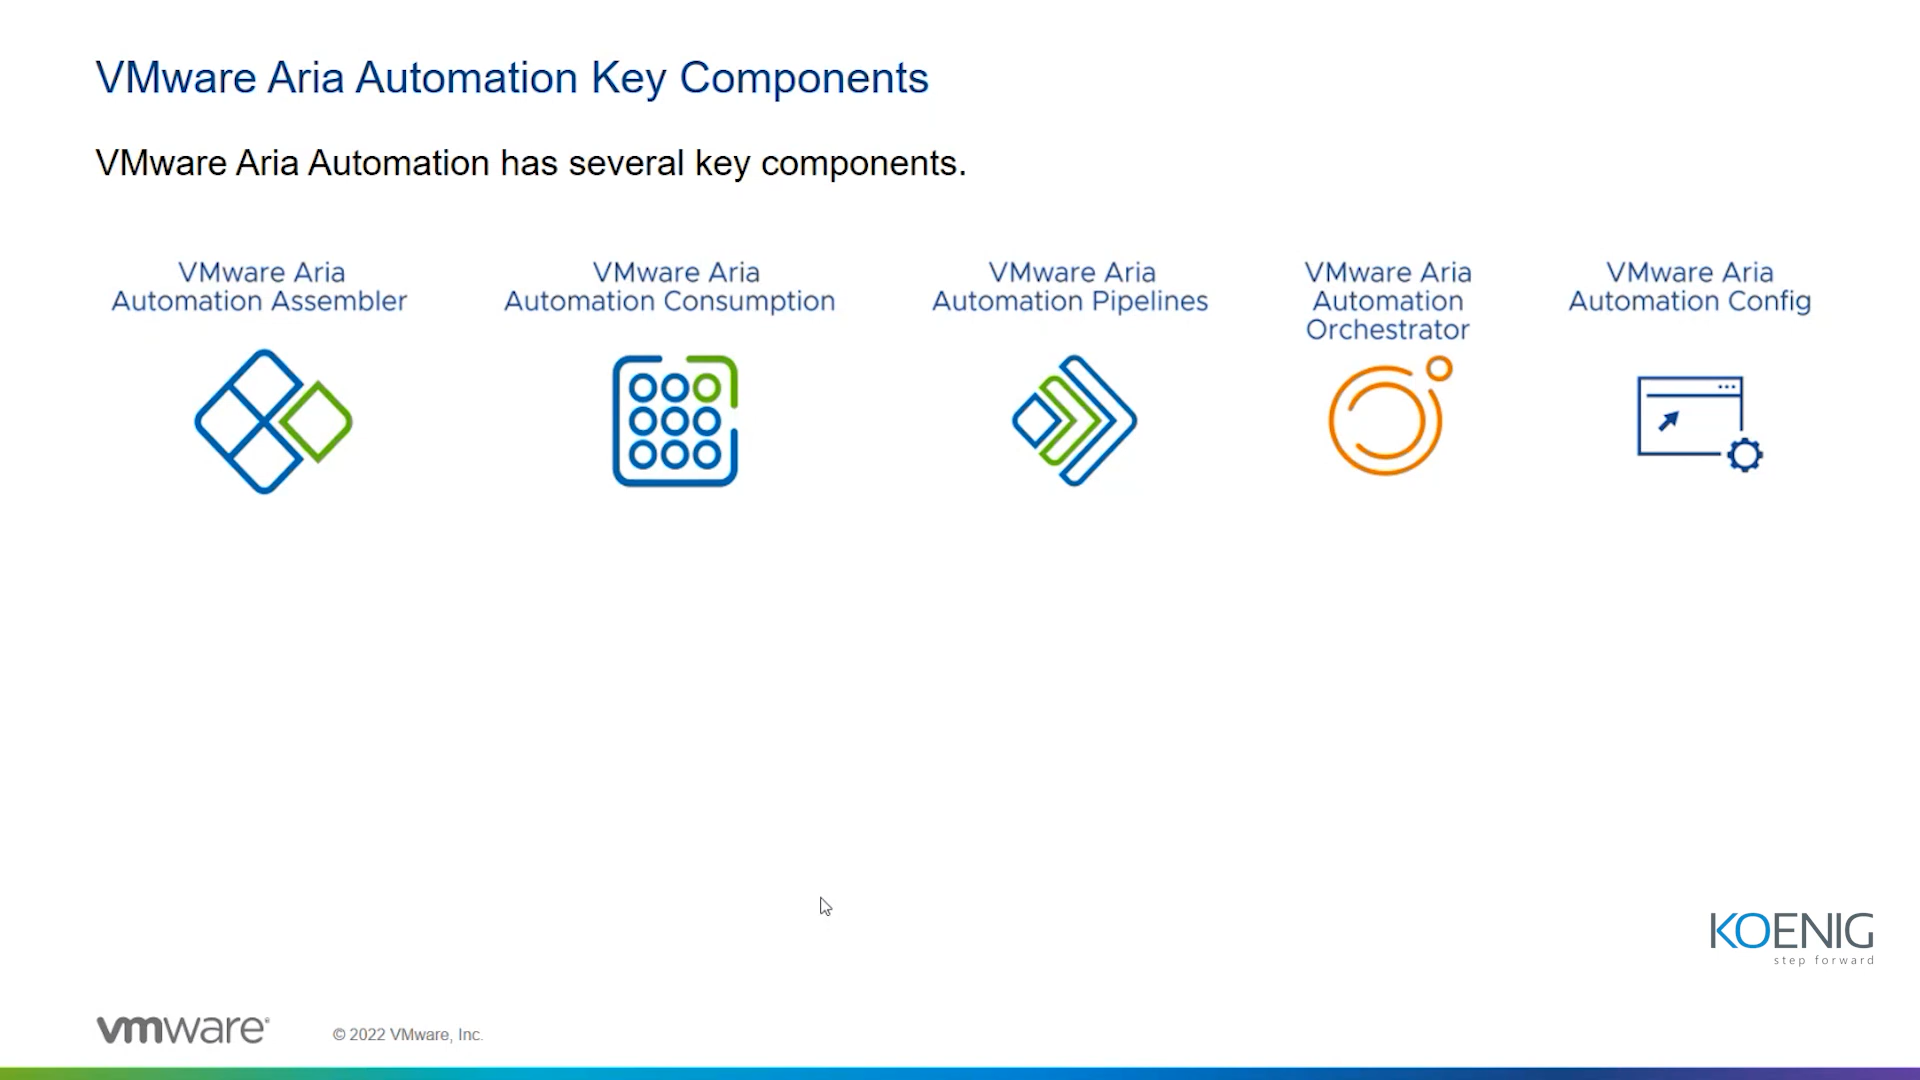 VMware Aria Automation Key Components
VMware Aria Automation has several key components.
VMware Aria
Automation Assembler
VMware Aria
Automation Consumption
VMware Aria
Automation Pipelines
VMware Aria
Automation
Orchestrator
VMware Aria
Automation Config
KOENIG
step forward
vmware®
© 2022 VMware, Inc.